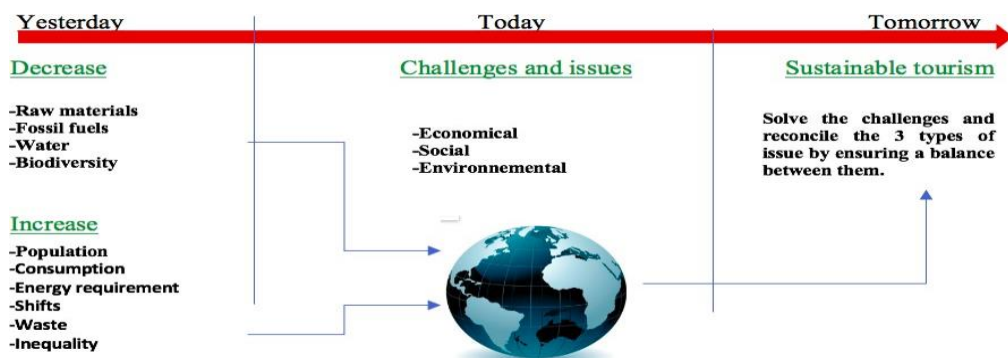 Yesterday
Today
Tomorrow
Decrease
-Raw materials
-Fossil fuels
-Water
-Biodiversity
Increase
-Population
-Consumption
-Energy requirement
-Shifts
-Waste
-Inequality
Challenges and issues
-Economical
-Social
-Environnemental
Sustainable tourism
Solve the challenges and
reconcile the 3 types of
issue by ensuring a balance
between them.